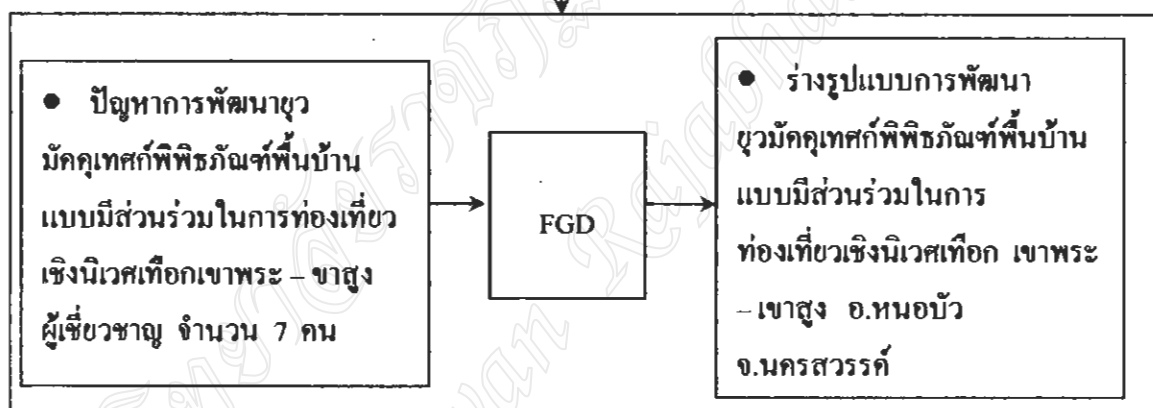 ● ปัญหาการพัฒนายุว
มัคคุเทศก์พิพิธภัณฑ์พื้นบ้าน
แบบมีส่วนร่วมในการท่องเที่ยว
เชิงนิเวศเทือกเขาพระ – ขาสูง
ผู้เชี่ยวชาญ จำนวน 7 คน
FGD
● ร่างรูปแบบการพัฒนา
ยุวมัคคุเทศก์พิพิธภัณฑ์พื้นบ้าน
แบบมีส่วนร่วมในการ
ท่องเที่ยวเชิงนิเวศเทือก เขาพระ
– เขาสูง อ.หนอบัว
จ.นครสวรรค์